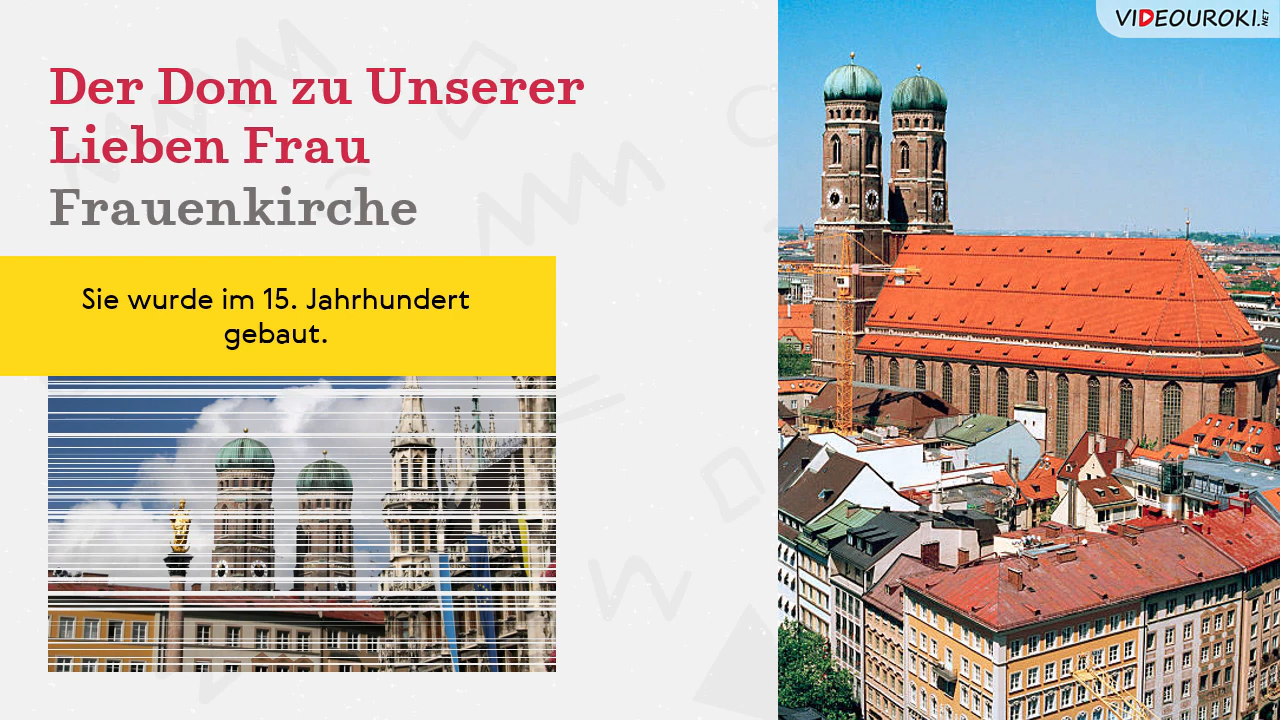 VIDEOUROKI.NET
Der Dom zu Unserer
Lieben Frau
Frauenkirche
Sie wurde im 15. Jahrhundert
gebaut.